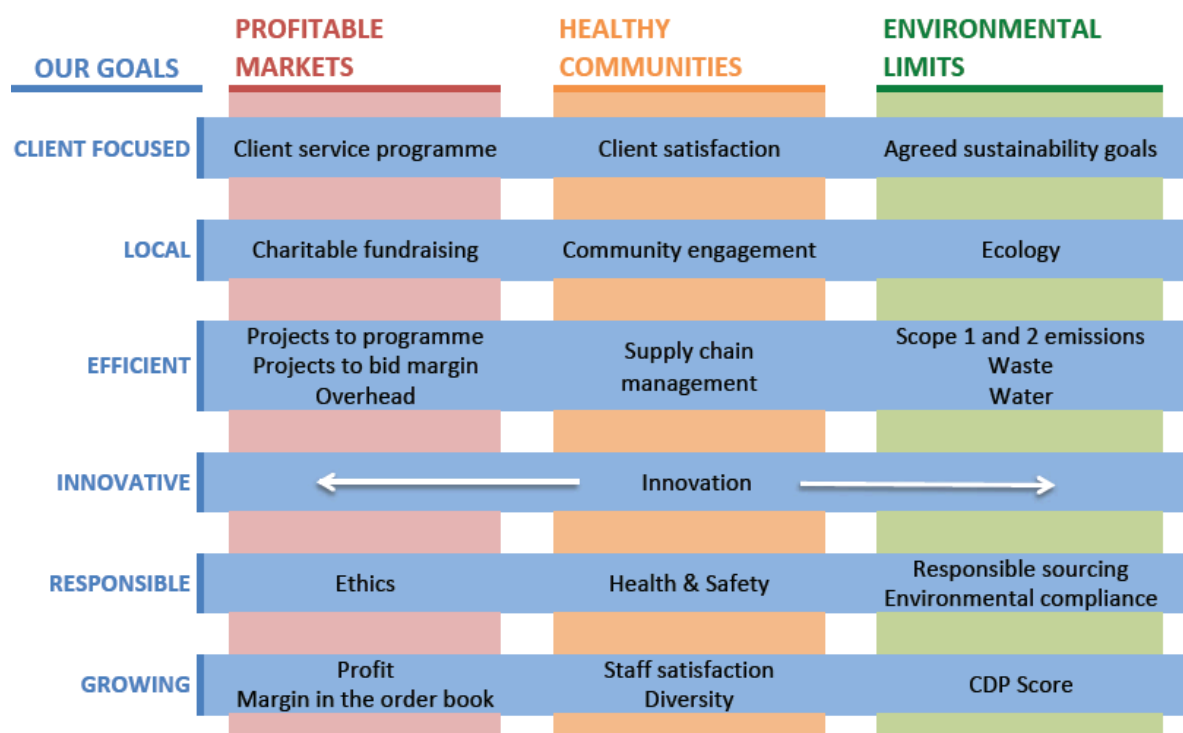 OUR GOALS
PROFITABLE
MARKETS
HEALTHY
COMMUNITIES
ENVIRONMENTAL
LIMITS
CLIENT FOCUSED
Client service programme
Client satisfaction
Agreed sustainability goals
LOCAL
Charitable fundraising
Community engagement
Ecology
EFFICIENT
Projects to programme
Projects to bid margin
Overhead
Supply chain
management
Scope 1 and 2 emissions
Waste
Water
INNOVATIVE
Innovation
RESPONSIBLE
Ethics
Health & Safety
Responsible sourcing
Environmental compliance
GROWING
Profit
Margin in the order book
Staff satisfaction
Diversity
CDP Score